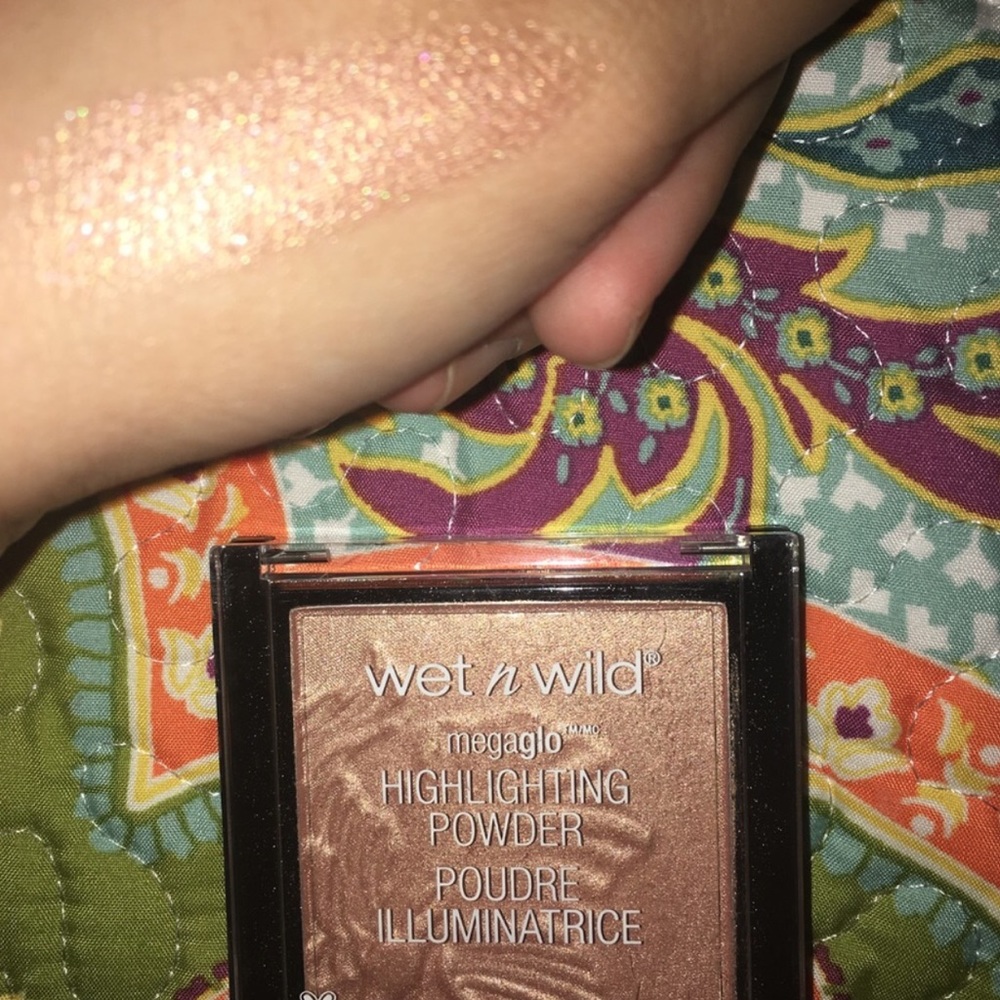 wet n wild®
megaglo™/MC
HIGHLIGHTING
POWDER
POUDRE
ILLUMINATRICE